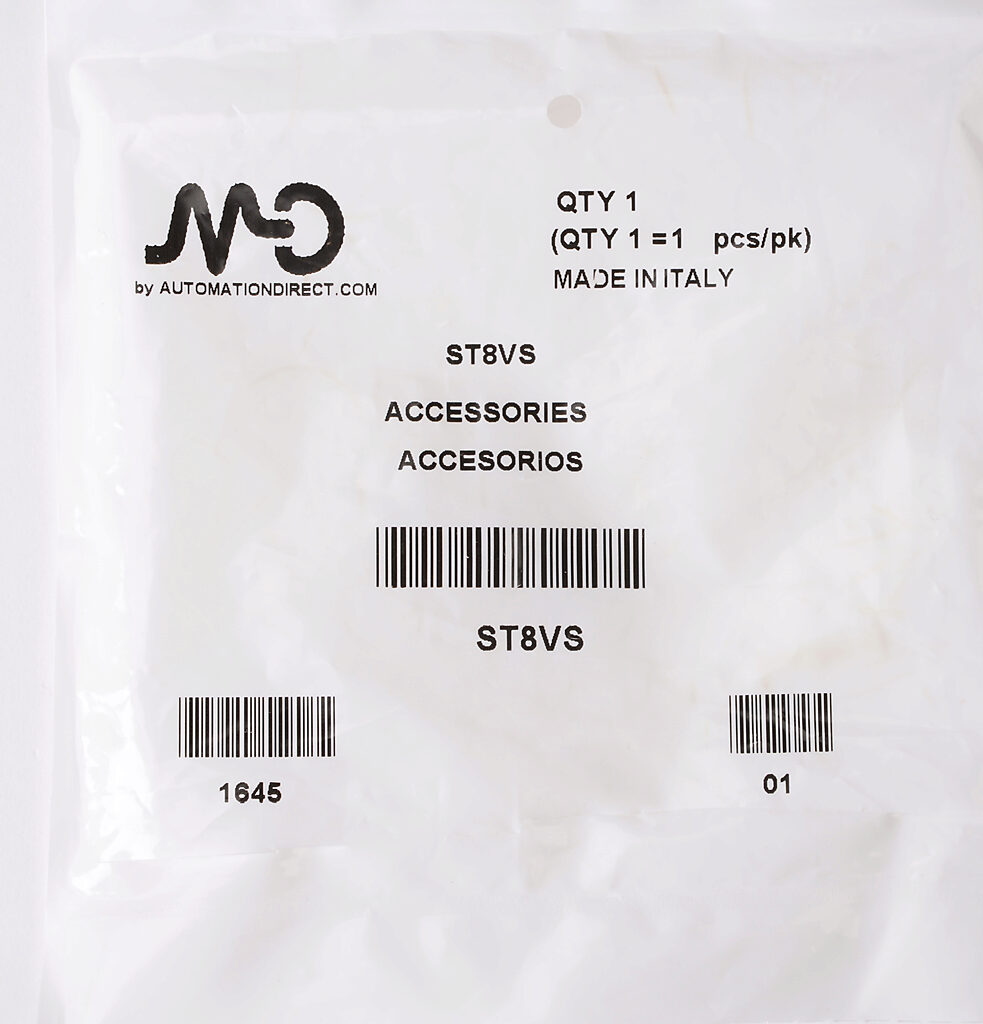 MD
by AUTOMATIONDIRECT.COM
QTY 1
(QTY 1 =1 pcs/pk)
MADE IN ITALY
ST8VS
ACCESSORIES
ACCESORIOS
ST8VS
1645
01